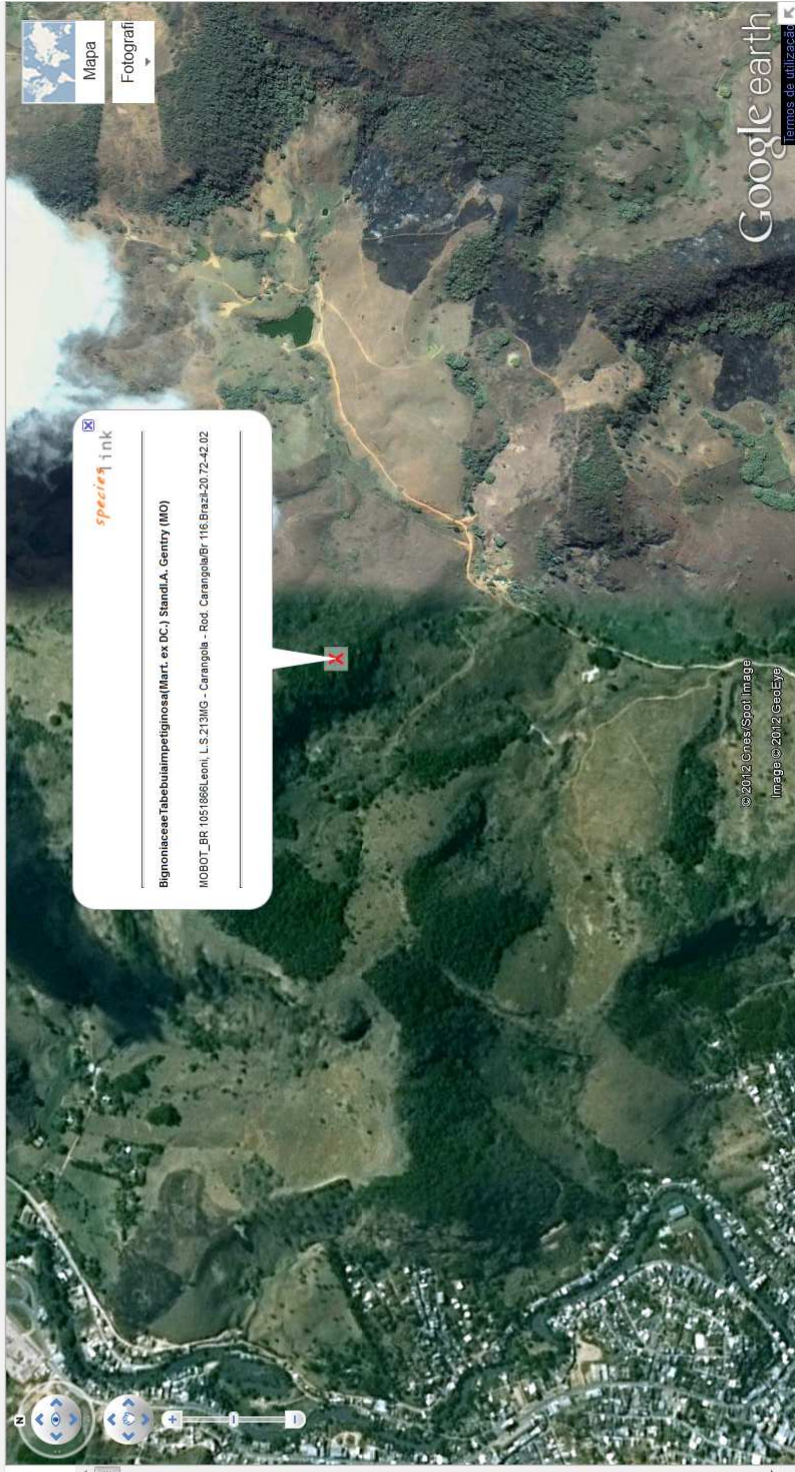 N
Mapa
Fotografi
specieslink
BignoniaceaeTabebuiaimpetiginosa(Mart. ex DC.) Standl.A. Gentry (MO)
MOBOT_BR 1051866Leoni, L.S.213MG - Carangola - Rod. Carangola/Br 116.Brazil-20.72-42.02
X
© 2012 Cnes/Spot Image
Image © 2012 GeoEye
Google earth
Termos de utilização